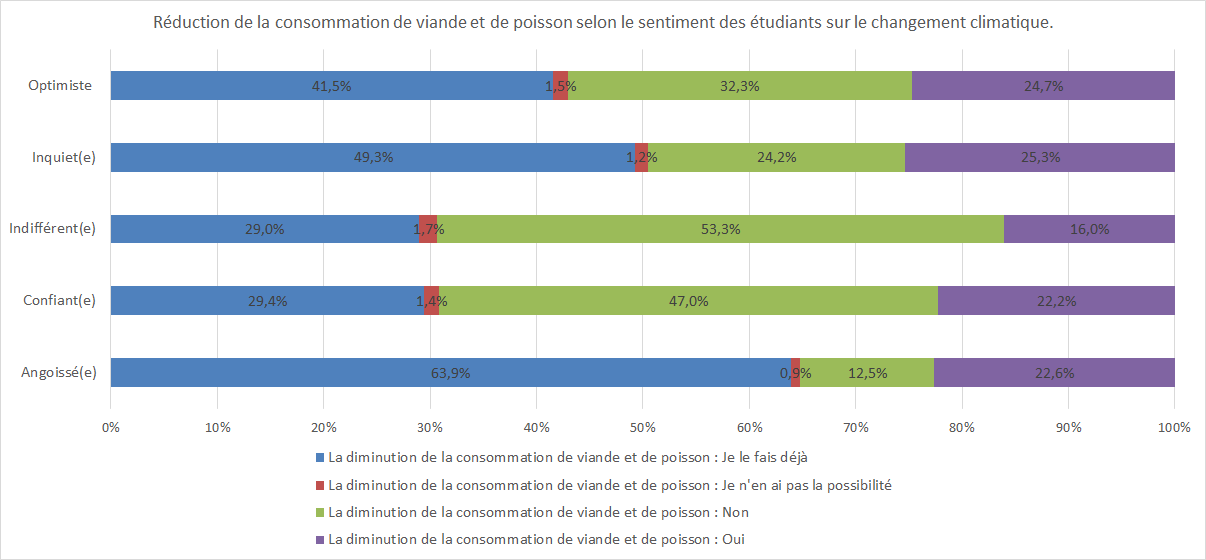 Réduction de la consommation de viande et de poisson selon le sentiment des étudiants sur le changement climatique.
Optimiste 41,5% 1,5% 32,3% 24,7%
Inquiet(e) 49,3% 1,2% 24,2% 25,3%
Indifférent(e) 29,0% 1,7% 53,3% 16,0%
Confiant(e) 29,4% 1,4% 47,0% 22,2%
Angoissé(e) 63,9% 0,9% 12,5% 22,6%
0% 10% 20% 30% 40% 50% 60% 70% 80% 90% 100%
La diminution de la consommation de viande et de poisson : Je le fais déjà
La diminution de la consommation de viande et de poisson : Je n'en ai pas la possibilité
La diminution de la consommation de viande et de poisson : Non
La diminution de la consommation de viande et de poisson : Oui